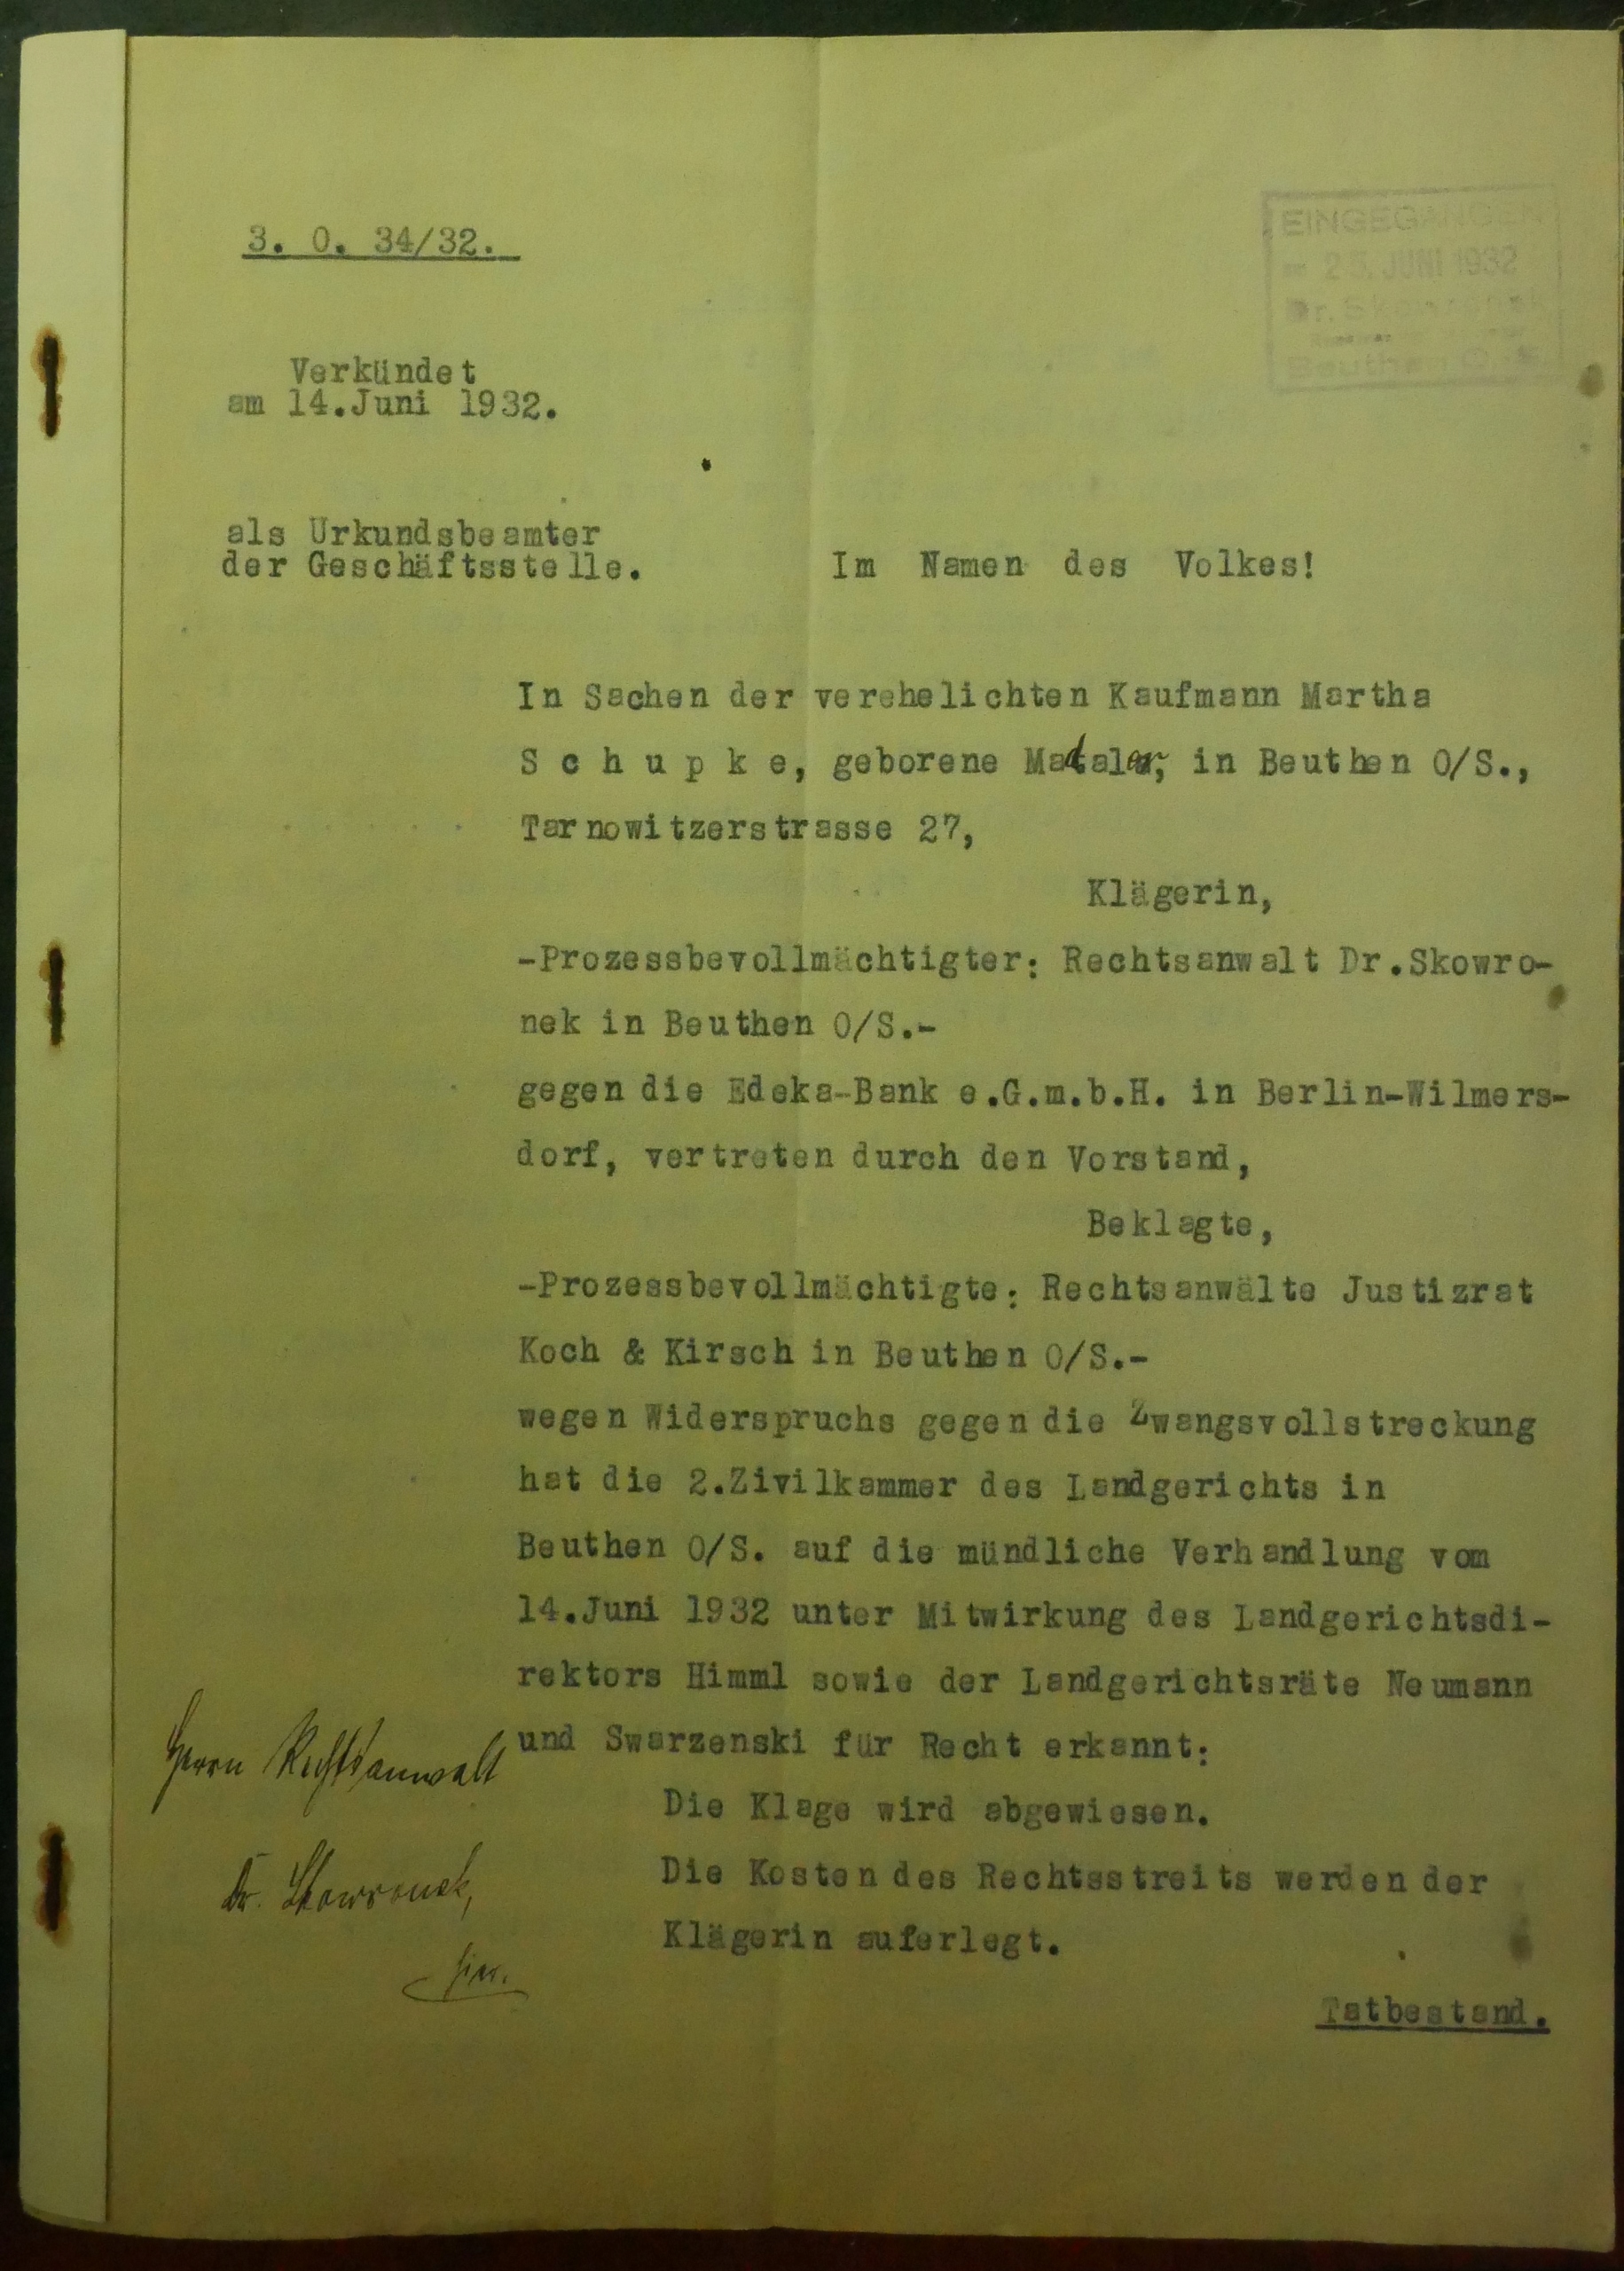 3. O. 34/32.
EINGEGANGEN
25. JUNI 1932
Dr. Skowronek
Beuthen O.-S.
Verkündet
am 14.Juni 1932.
als Urkundsbeamter
der Geschäftsstelle.
Im Namen des Volkes!
In Sachen der verehelichten Kaufmann Martha
S c h u p k e, geborene Madaler, in Beuthen O/S.,
Tarnowitzerstrasse 27,
Klägerin,
-Prozessbevollmächtigter: Rechtsanwalt Dr.Skowro-
nek in Beuthen O/S.-
gegen die Edeka-Bank e.G.m.b.H. in Berlin-Wilmers-
dorf, vertreten durch den Vorstand,
Beklagte,
-Prozessbevollmächtigte: Rechtsanwälte Justizrat
Koch & Kirsch in Beuthen O/S.-
wegen Widerspruchs gegen die Zwangsvollstreckung
hat die 2.Zivilkammer des Landgerichts in
Beuthen O/S. auf die mündliche Verhandlung vom
14.Juni 1932 unter Mitwirkung des Landgerichtsdi-
rektors Himml sowie der Landgerichtsräte Neumann
und Swarzenski für Recht erkannt:
Die Klage wird abgewiesen.
Die Kosten des Rechtsstreits werden der
Klägerin auferlegt.
Tatbestand.
Herrn Rechtsanwalt
Dr. Skowronek,
hier.